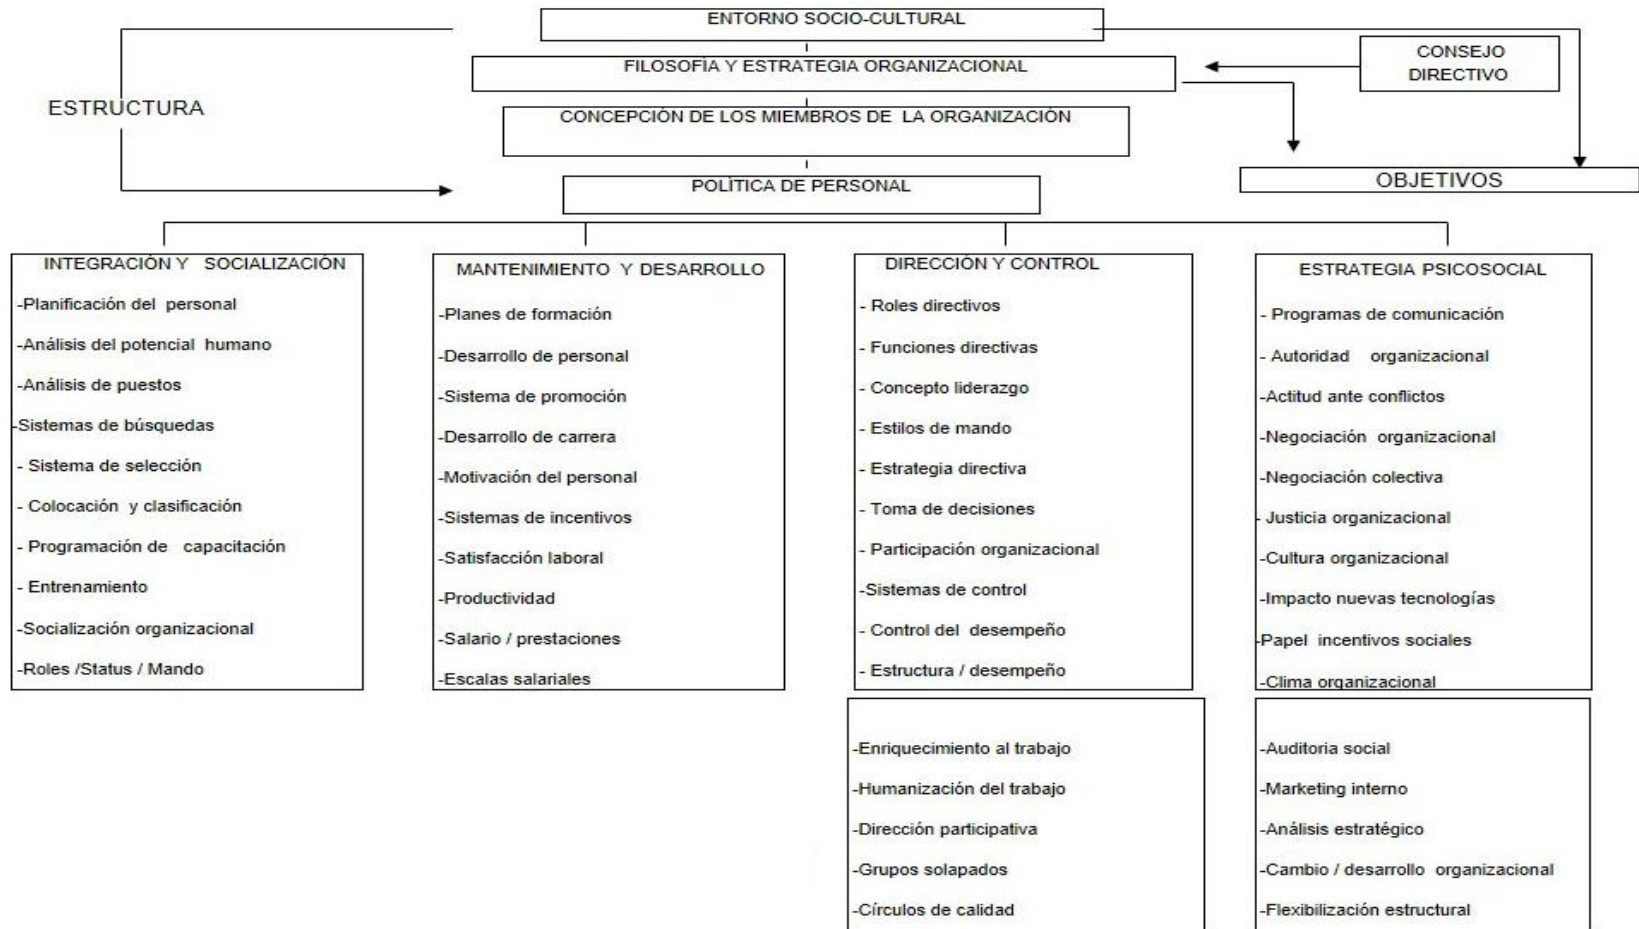 ENTORNO SOCIO-CULTURAL
FILOSOFÍA Y ESTRATEGIA ORGANIZACIONAL
CONSEJO
DIRECTIVO
ESTRUCTURA
CONCEPCIÓN DE LOS MIEMBROS DE LA ORGANIZACIÓN
POLÍTICA DE PERSONAL
OBJETIVOS
INTEGRACIÓN Y SOCIALIZACIÓN
-Planificación del personal
-Análisis del potencial humano
-Análisis de puestos
-Sistemas de búsquedas
- Sistema de selección
- Colocación y clasificación
- Programación de capacitación
- Entrenamiento
-Socialización organizacional
-Roles /Status / Mando
MANTENIMIENTO Y DESARROLLO
-Planes de formación
-Desarrollo de personal
-Sistema de promoción
-Desarrollo de carrera
-Motivación del personal
-Sistemas de incentivos
-Satisfacción laboral
-Productividad
-Salario / prestaciones
-Escalas salariales
DIRECCIÓN Y CONTROL
- Roles directivos
- Funciones directivas
- Concepto liderazgo
- Estilos de mando
- Estrategia directiva
- Toma de decisiones
- Participación organizacional
-Sistemas de control
- Control del desempeño
- Estructura / desempeño
-Enriquecimiento al trabajo
-Humanización del trabajo
-Dirección participativa
-Grupos solapados
-Círculos de calidad
ESTRATEGIA PSICOSOCIAL
- Programas de comunicación
- Autoridad organizacional
-Actitud ante conflictos
-Negociación organizacional
-Negociación colectiva
- Justicia organizacional
-Cultura organizacional
-Impacto nuevas tecnologías
-Papel incentivos sociales
-Clima organizacional
-Auditoria social
-Marketing interno
-Análisis estratégico
-Cambio / desarrollo organizacional
-Flexibilización estructural